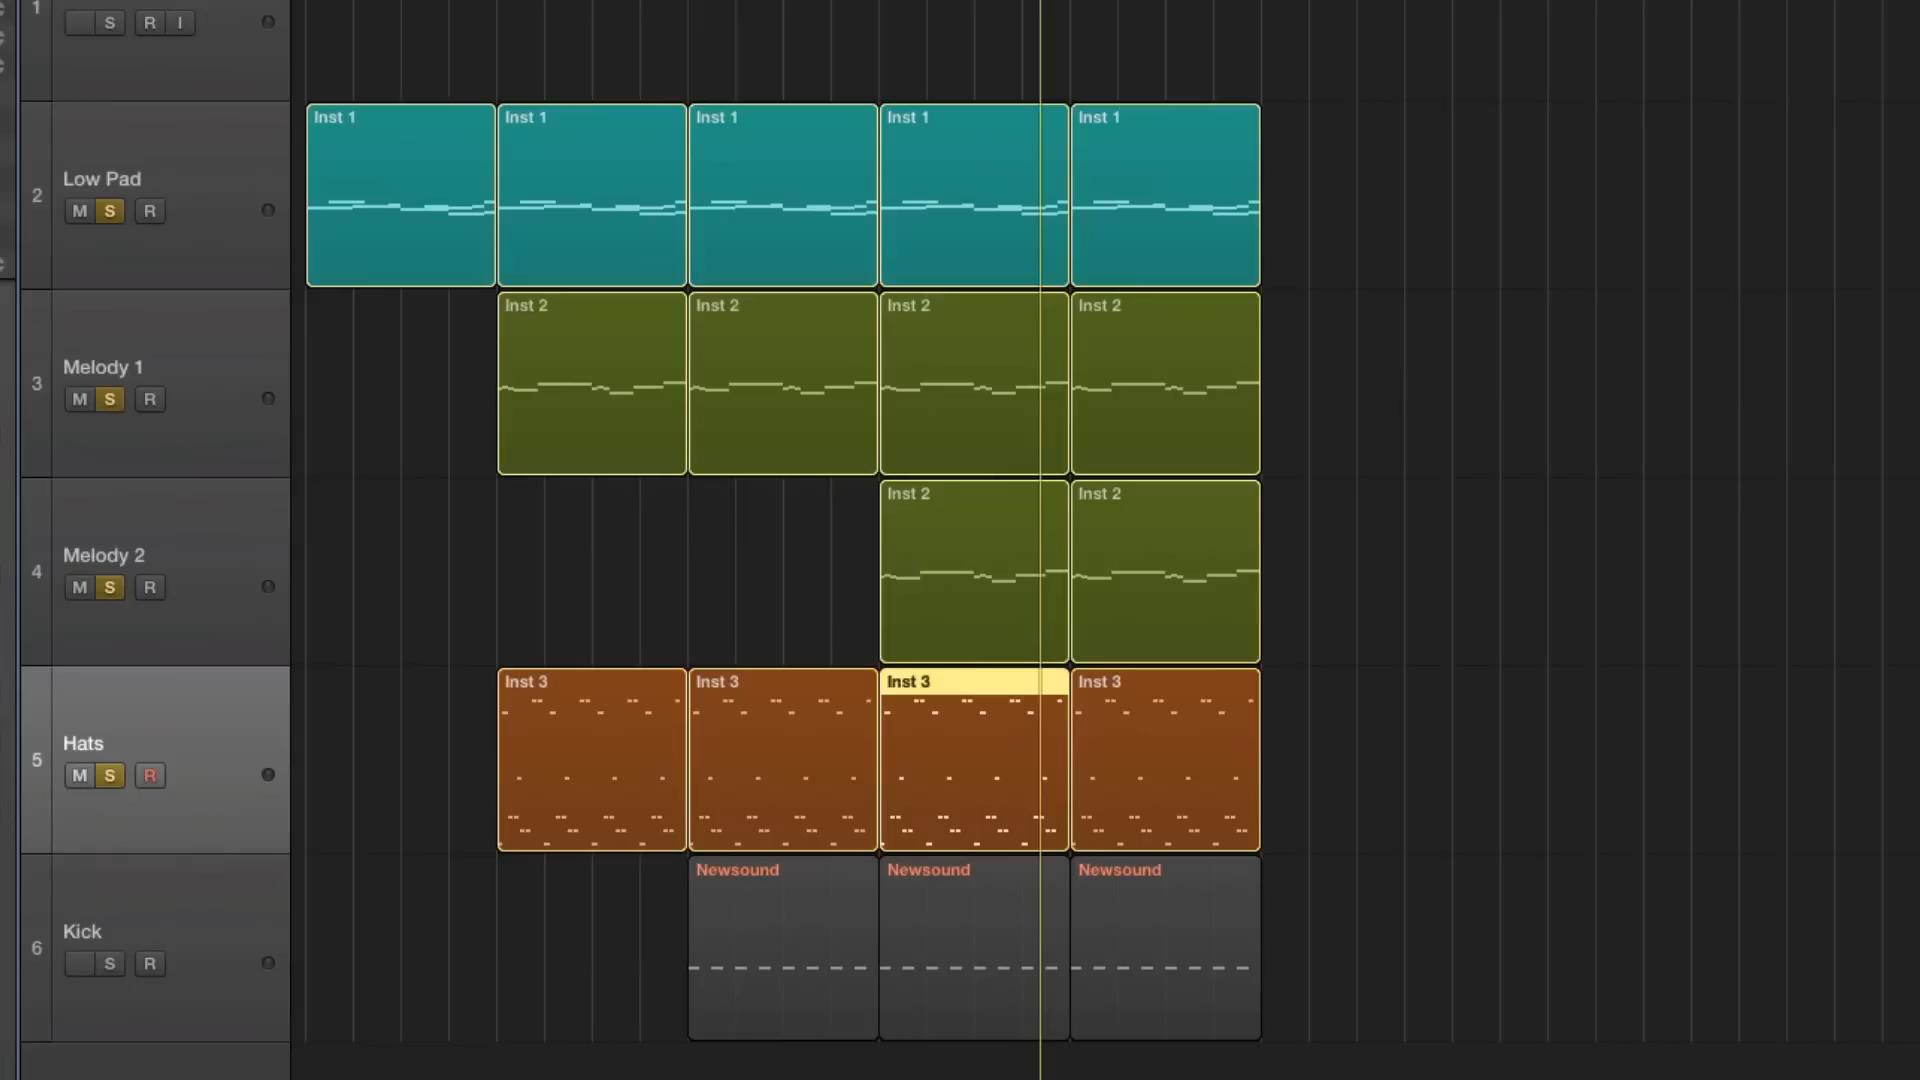 1
S R I
Inst 1 Inst 1 Inst 1 Inst 1 Inst 1
2 Low Pad
M S R
Inst 2 Inst 2 Inst 2 Inst 2
3 Melody 1
M S R
Inst 2 Inst 2
4 Melody 2
M S R
Inst 3 Inst 3 Inst 3 Inst 3
5 Hats
M S R
Newsound Newsound Newsound
6 Kick
S R